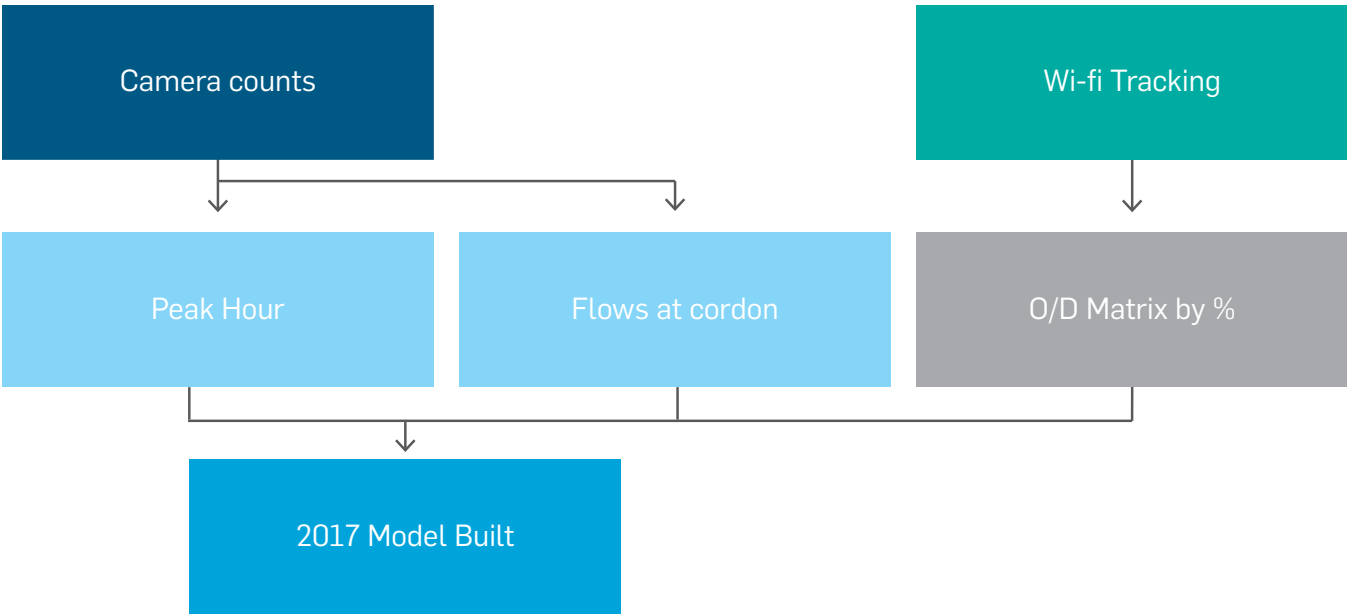 Camera counts
Wi-fi Tracking
Peak Hour
Flows at cordon
O/D Matrix by %
2017 Model Built